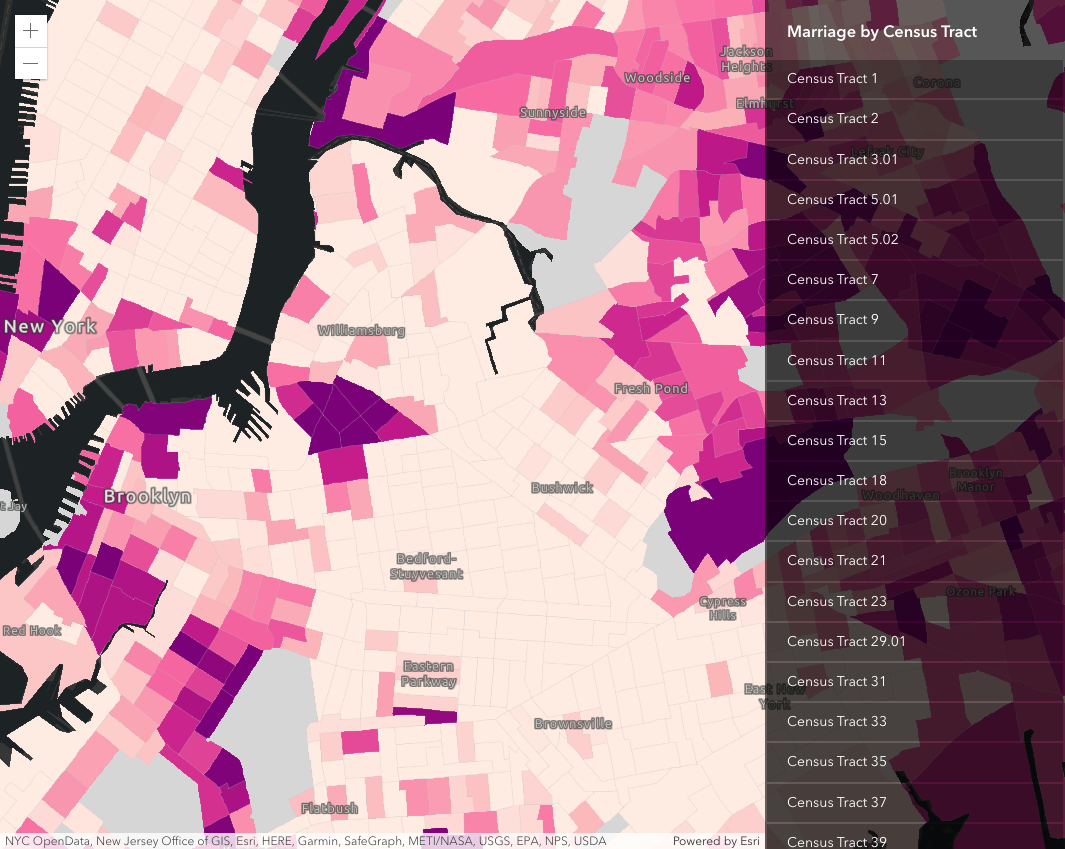 +
−
Marriage by Census Tract
Census Tract 1
Census Tract 2
Census Tract 3.01
Census Tract 5.01
Census Tract 5.02
Census Tract 7
Census Tract 9
Census Tract 11
Census Tract 13
Census Tract 15
Census Tract 18
Census Tract 20
Census Tract 21
Census Tract 23
Census Tract 29.01
Census Tract 31
Census Tract 33
Census Tract 35
Census Tract 37
Census Tract 39
Jackson
Heights
Woodside
Elmhurst
Corona
Sunnyside
Lefrak City
New York
Williamsburg
Fresh Pond
Brooklyn
Bushwick
Brooklyn
Manor
Woodhaven
Bedford-
Stuyvesant
Cypress
Hills
Ozone Park
Red Hook
Eastern
Parkway
East New
York
Brownsville
Flatbush
NYC OpenData, New Jersey Office of GIS, Esri, HERE, Garmin, SafeGraph, METI/NASA, USGS, EPA, NPS, USDA
Powered by Esri